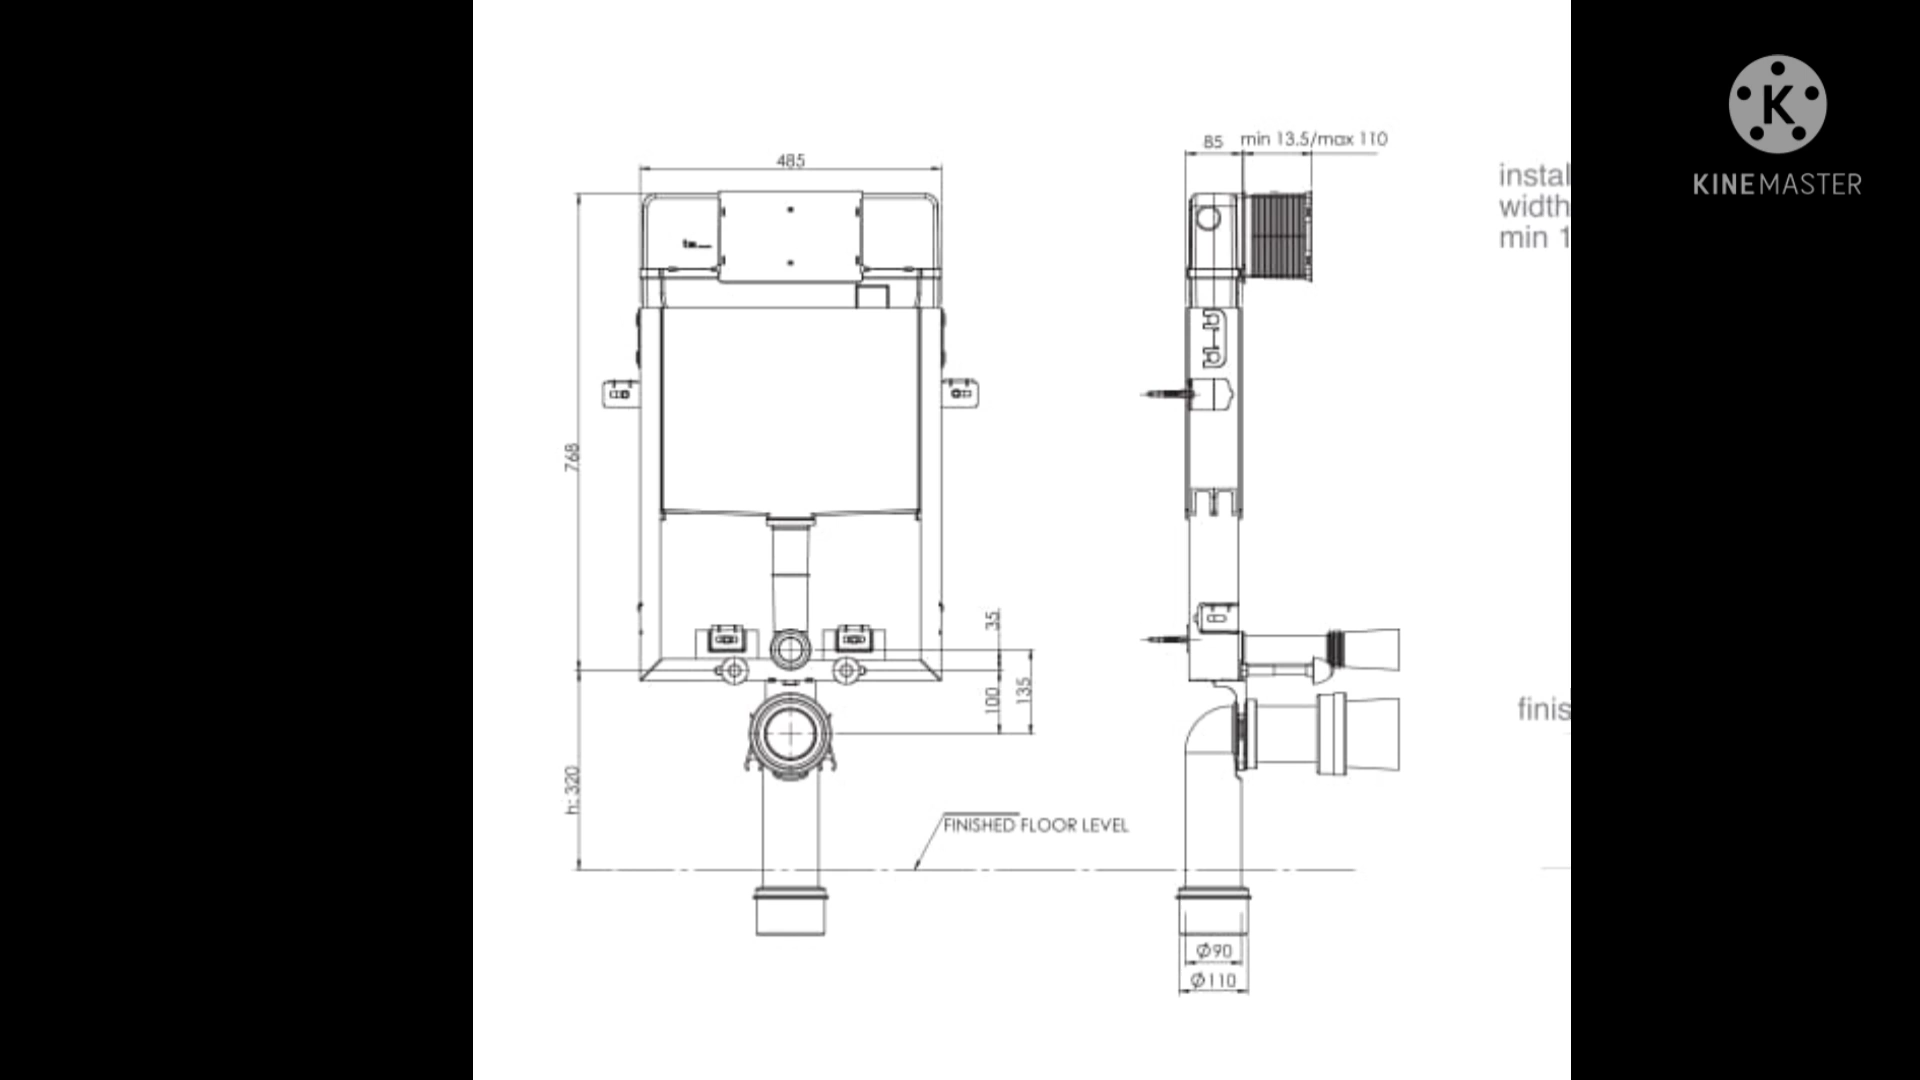 485
85
min 13.5/max 110
768
35
100
135
h: 320
FINISHED FLOOR LEVEL
Ø90
Ø110
instal
width
min 1
finis
K
KINEMASTER